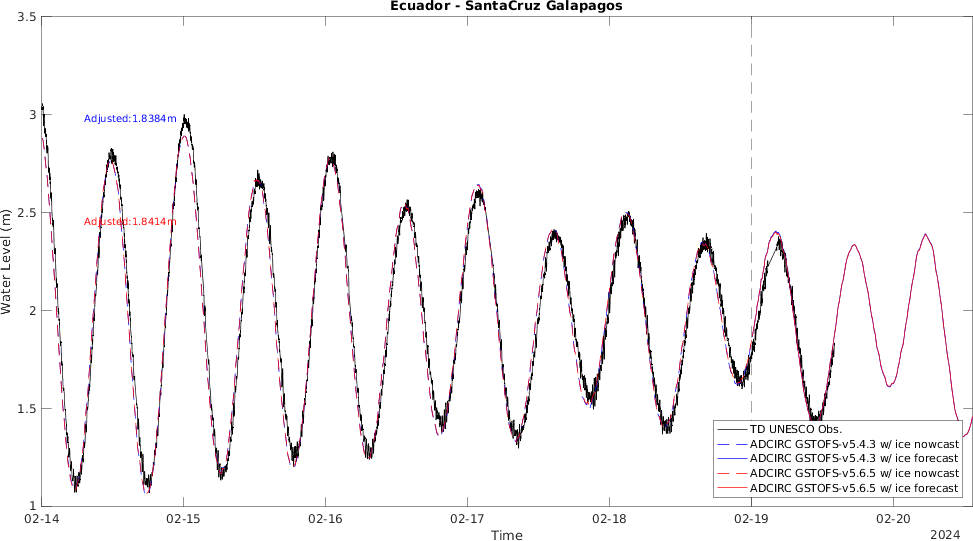 Ecuador - SantaCruz Galapagos
3.5
3
2.5
2
1.5
1
Water Level (m)
Adjusted:1.8384m
Adjusted:1.8414m
TD UNESCO Obs.
ADCIRC GSTOFS-v5.4.3 w/ ice nowcast
ADCIRC GSTOFS-v5.4.3 w/ ice forecast
ADCIRC GSTOFS-v5.6.5 w/ ice nowcast
ADCIRC GSTOFS-v5.6.5 w/ ice forecast
02-14 02-15 02-16 02-17 02-18 02-19 02-20
Time
2024